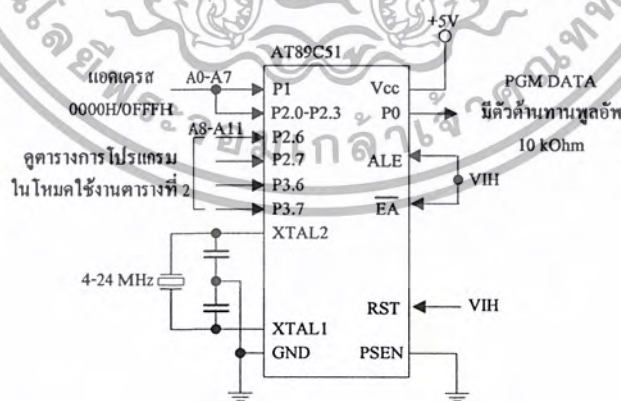 +5V
AT89C51
แอดเดรส
A0-A7
P1
Vcc
PGM DATA
0000H/0FFFH
P2.0-P2.3
P0
มีตัวต้านทานพูลอัพ
A8-A11
P2.6
10 kOhm
ดูตารางการโปรแกรม
P2.7
ALE
ในโหมดใช้งานตารางที่ 2
P3.6
VIH
P3.7
EA
XTAL2
4-24 MHz
RST
VIH
XTAL1
GND
PSEN